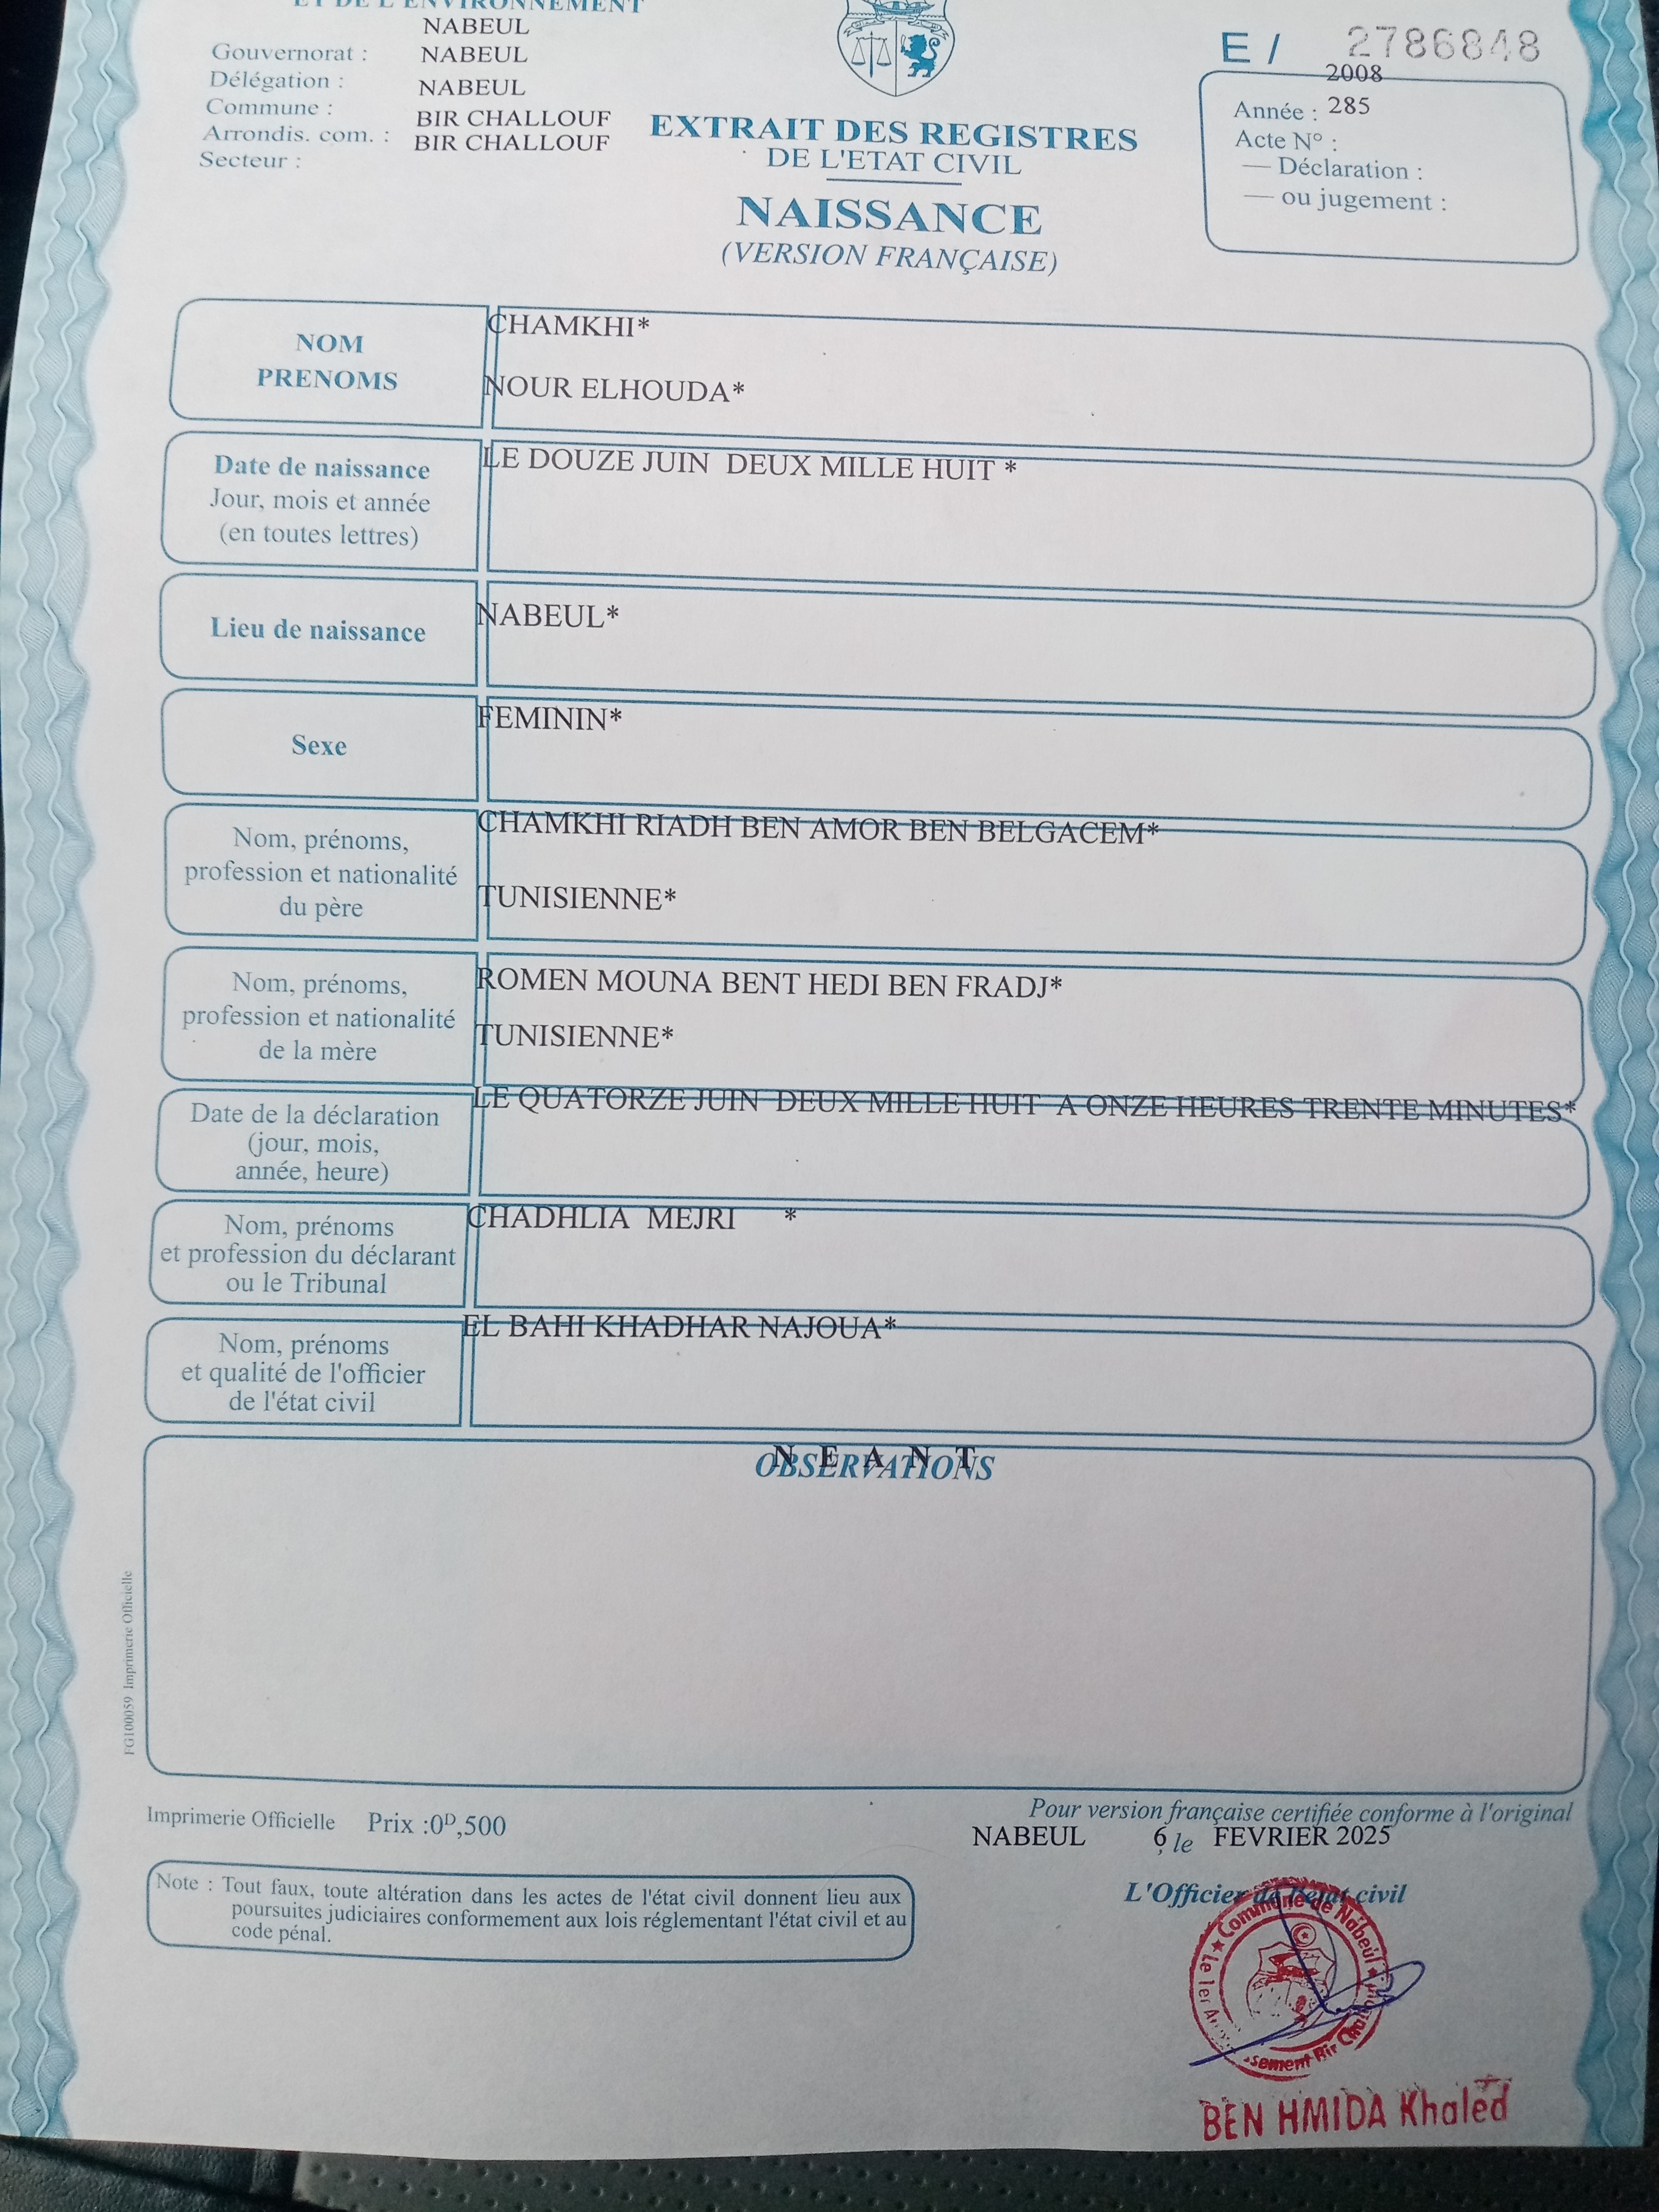 ET DE L'ENVIRONNEMENT
NABEUL
Gouvernorat : NABEUL
Délégation : NABEUL
Commune : BIR CHALLOUF
Arrondis. com. : BIR CHALLOUF
Secteur :
EXTRAIT DES REGISTRES
DE L'ETAT CIVIL
NAISSANCE
(VERSION FRANÇAISE)
E / 2786848
2008
Année : 285
Acte N° :
— Déclaration :
— ou jugement :
NOM
PRENOMS
CHAMKHI*
NOUR ELHOUDA*
Date de naissance
Jour, mois et année
(en toutes lettres)
LE DOUZE JUIN DEUX MILLE HUIT *
Lieu de naissance
NABEUL*
Sexe
FEMININ*
Nom, prénoms,
profession et nationalité
du père
CHAMKHI RIADH BEN AMOR BEN BELGACEM*
TUNISIENNE*
Nom, prénoms,
profession et nationalité
de la mère
ROMEN MOUNA BENT HEDI BEN FRADJ*
TUNISIENNE*
Date de la déclaration
(jour, mois,
année, heure)
LE QUATORZE JUIN DEUX MILLE HUIT A ONZE HEURES TRENTE MINUTES*
Nom, prénoms
et profession du déclarant
ou le Tribunal
CHADHLIA MEJRI *
Nom, prénoms
et qualité de l'officier
de l'état civil
EL BAHI KHADHAR NAJOUA*
OBSERVATIONS
N E A N T
FG100059 Imprimerie Officielle
Imprimerie Officielle Prix :0ᴰ,500
Pour version française certifiée conforme à l'original
NABEUL 6, le FEVRIER 2025
Note : Tout faux, toute altération dans les actes de l'état civil donnent lieu aux
poursuites judiciaires conformement aux lois réglementant l'état civil et au
code pénal.
L'Officier de l'état civil
Commune de Nabeul
Le 1er
Bir
BEN HMIDA Khaled